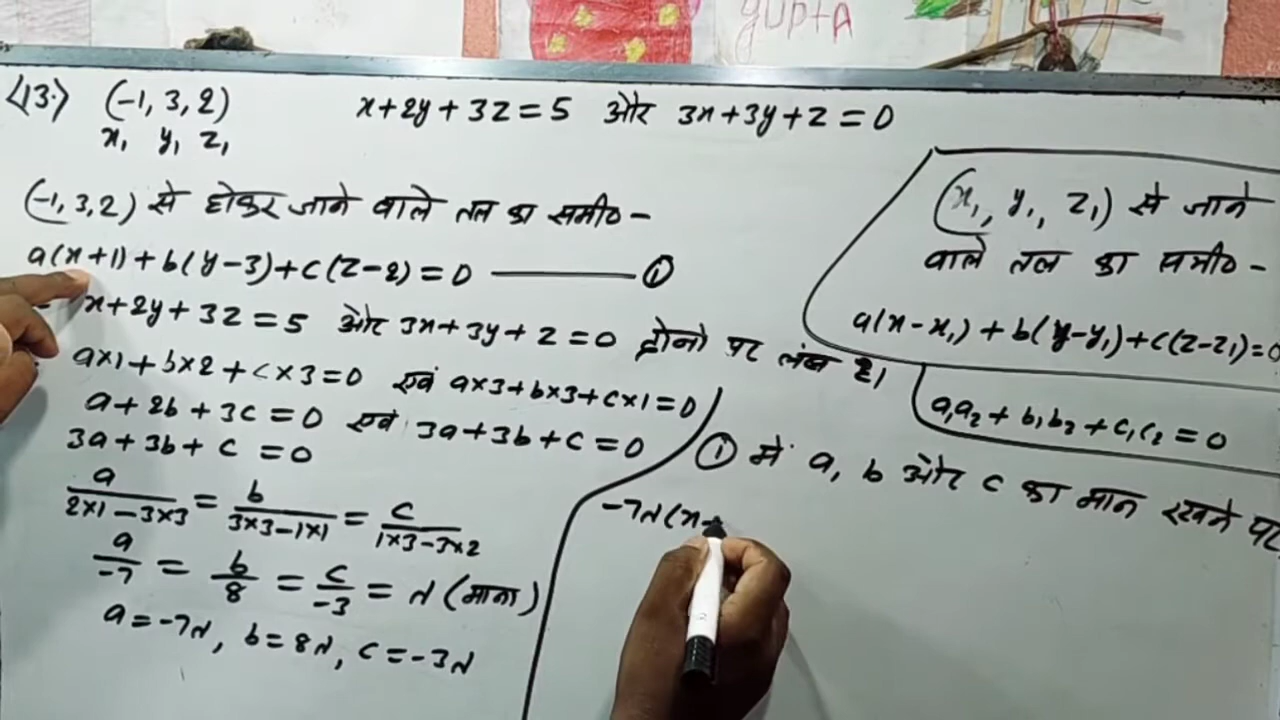 gupta
<13.> (-1, 3, 2) x+2y+3z=5 और 3x+3y+z=0
x₁ y₁ z₁
(-1, 3, 2) से होकर जाने वाले तल का समी०-
a(x+1)+b(y-3)+c(z-2)=0 ①
x+2y+3z=5 और 3x+3y+z=0 दोनो पर लंब है।
a×1+b×2+c×3=0 एवं a×3+b×3+c×1=0
a+2b+3c=0 एवं 3a+3b+c=0
3a+3b+c=0
a/(2×1-3×3) = b/(3×3-1×1) = c/(1×3-3×2)
a/-7 = b/8 = c/-3 = λ (माना)
a=-7λ, b=8λ, c=-3λ
(x₁, y₁, z₁) से जाने
वाले तल का समी०-
a(x-x₁)+b(y-y₁)+c(z-z₁)=0
a₁a₂+b₁b₂+c₁c₂=0
① में a, b और c का मान रखने पर
-7λ(x+